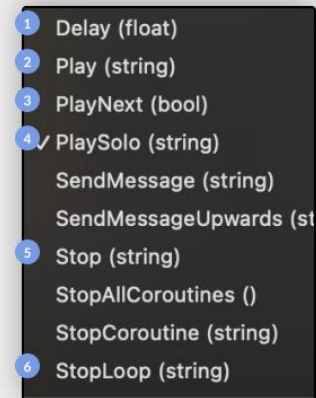 1 Delay (float)
2 Play (string)
3 PlayNext (bool)
4 ✓ PlaySolo (string)
SendMessage (string)
SendMessageUpwards (st
5 Stop (string)
StopAllCoroutines ()
StopCoroutine (string)
6 StopLoop (string)